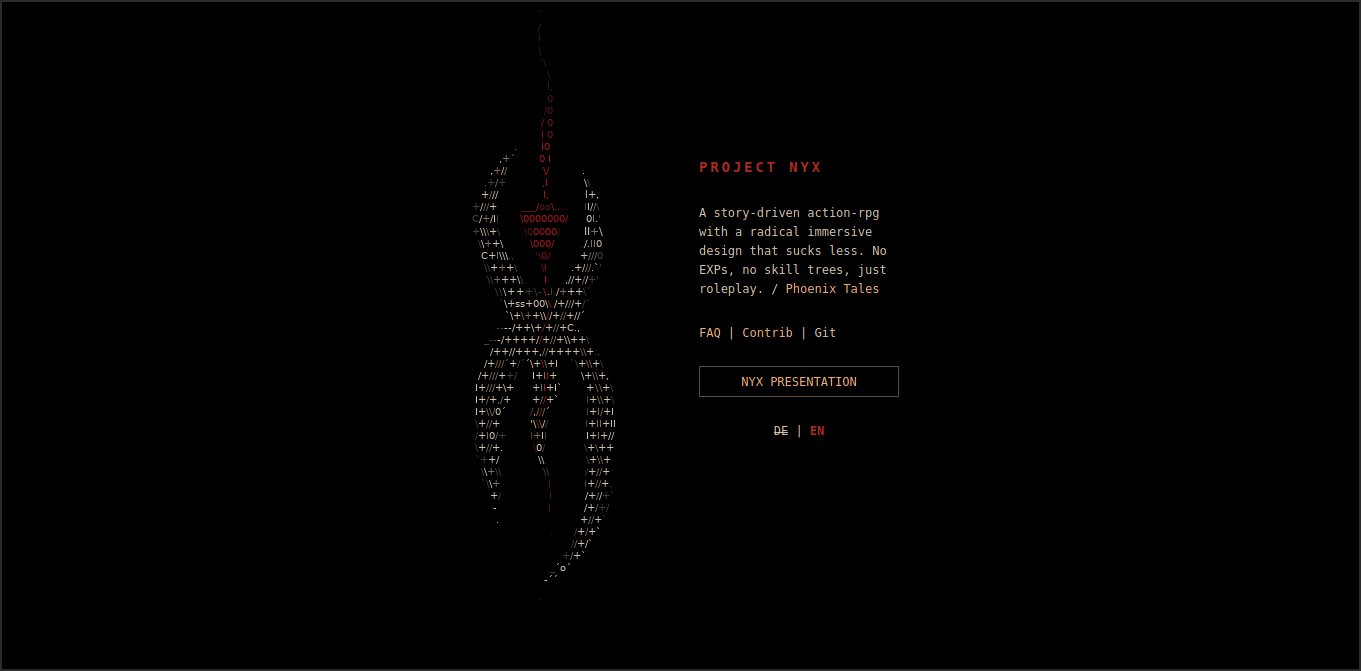 PROJECT NYX
A story-driven action-rpg
with a radical immersive
design that sucks less. No
EXPs, no skill trees, just
roleplay. / Phoenix Tales
FAQ | Contrib | Git
NYX PRESENTATION
DE | EN